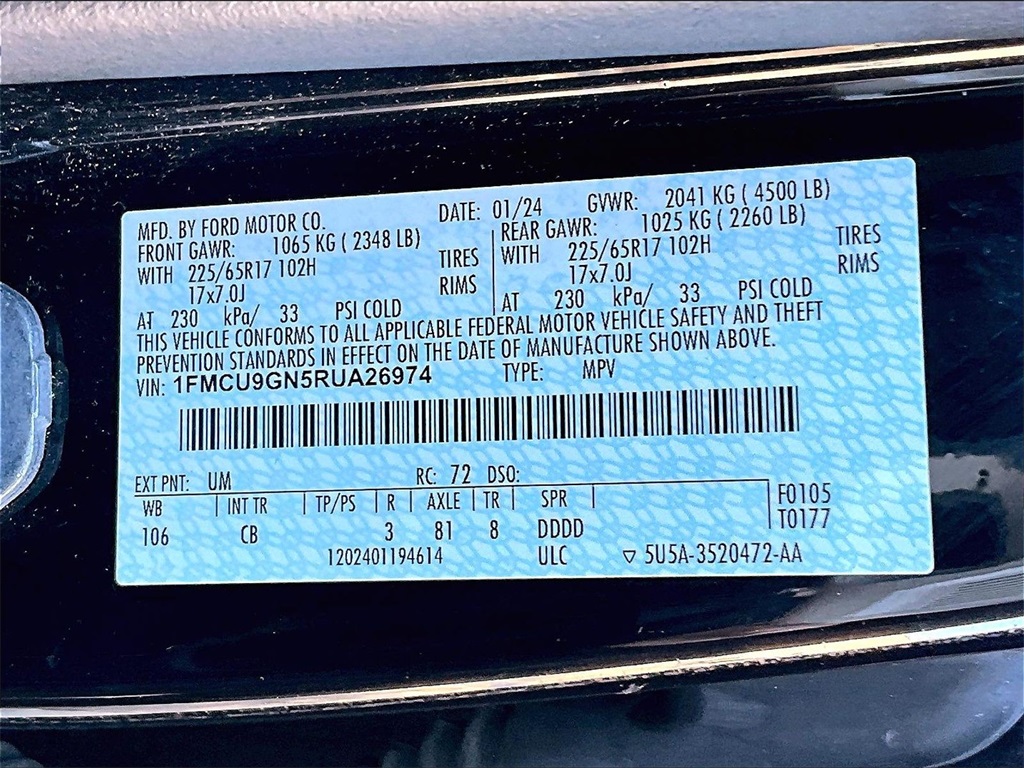 MFD. BY FORD MOTOR CO. DATE: 01/24 GVWR: 2041 KG ( 4500 LB)
FRONT GAWR: 1065 KG ( 2348 LB) REAR GAWR: 1025 KG ( 2260 LB)
WITH 225/65R17 102H TIRES WITH 225/65R17 102H TIRES
17x7.0J RIMS 17x7.0J RIMS
AT 230 kPa/ 33 PSI COLD AT 230 kPa/ 33 PSI COLD
THIS VEHICLE CONFORMS TO ALL APPLICABLE FEDERAL MOTOR VEHICLE SAFETY AND THEFT
PREVENTION STANDARDS IN EFFECT ON THE DATE OF MANUFACTURE SHOWN ABOVE.
VIN: 1FMCU9GN5RUA26974 TYPE: MPV
EXT PNT: UM RC: 72 DSO:
WB | INT TR | TP/PS | R | AXLE | TR | SPR | F0105
106 CB 3 81 8 DDDD T0177
1202401194614 ULC ▽ 5U5A-3520472-AA